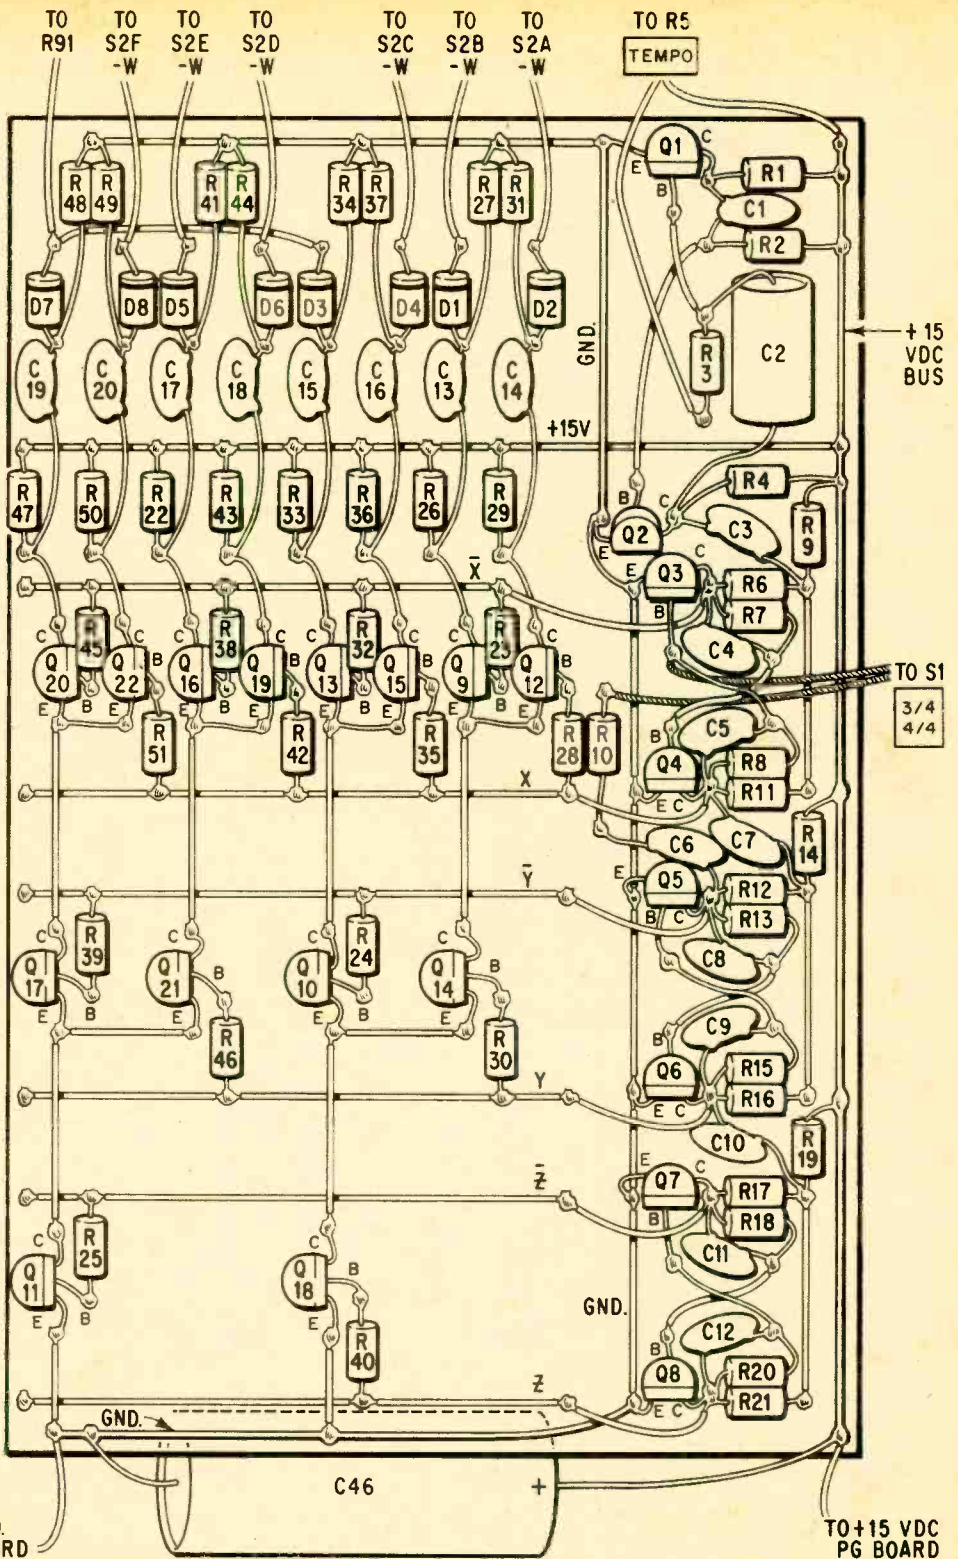 TO R91
TO S2F -W
TO S2E -W
TO S2D -W
TO S2C -W
TO S2B -W
TO S2A -W
TO R5
TEMPO
Q1
C
E
B
R1
C1
R2
R 48
R 49
R 41
R 44
R 34
R 37
R 27
R 31
D7
D8
D5
D6
D3
D4
D1
D2
GND.
R 3
C2
+ 15 VDC BUS
C 19
C 20
C 17
C 18
C 15
C 16
C 13
C 14
+15V
R 47
R 50
R 22
R 43
R 33
R 36
R 26
R 29
B
C
R4
Q2
E
C3
R 9
X̄
E
Q3
C
B
R6
R7
C4
R 45
R 38
R 32
R 23
C
C
B
C
C
B
C
C
B
C
C
B
Q 20
Q 22
Q 16
Q 19
Q 13
Q 15
Q 9
Q 12
E
B
E
E
B
E
E
B
E
E
B
E
TO S1
3/4
4/4
R 51
R 42
R 35
R 28
R 10
B
C5
Q4
E C
R8
R11
X
C6
C7
R 14
Ȳ
E
Q5
B
C
R12
R13
C8
R 39
R 24
C
C
C
C
Q 17
Q 21
Q 10
Q 14
B
B
B
B
E
E
E
E
R 46
R 30
B
C9
Q6
E C
R15
R16
Y
C10
R 19
Z̄
E
Q7
C
B
R17
R18
C11
R 25
C
Q 11
E
B
C
Q 18
B
E
R 40
GND.
B
C12
Q8
E C
R20
R21
Z
GND.
C46
+
RD
TO+15 VDC
PG BOARD